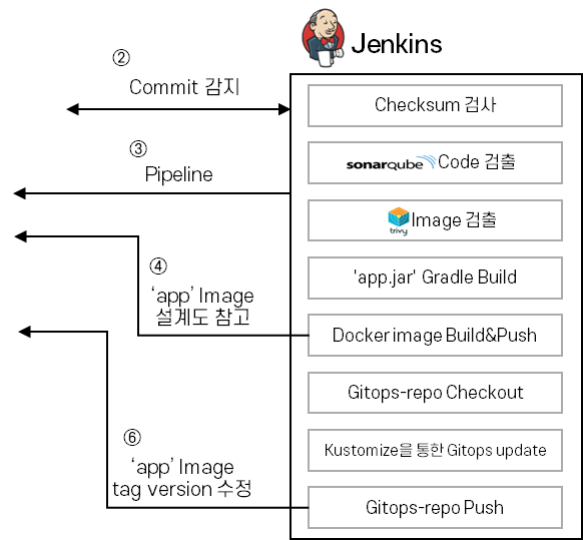 Jenkins
②
Commit 감지
③
Pipeline
④
‘app’ Image
설계도 참고
⑥
‘app’ Image
tag version 수정
Checksum 검사
sonarqube Code 검출
trivy Image 검출
'app.jar' Gradle Build
Docker image Build&Push
Gitops-repo Checkout
Kustomize을 통한 Gitops update
Gitops-repo Push